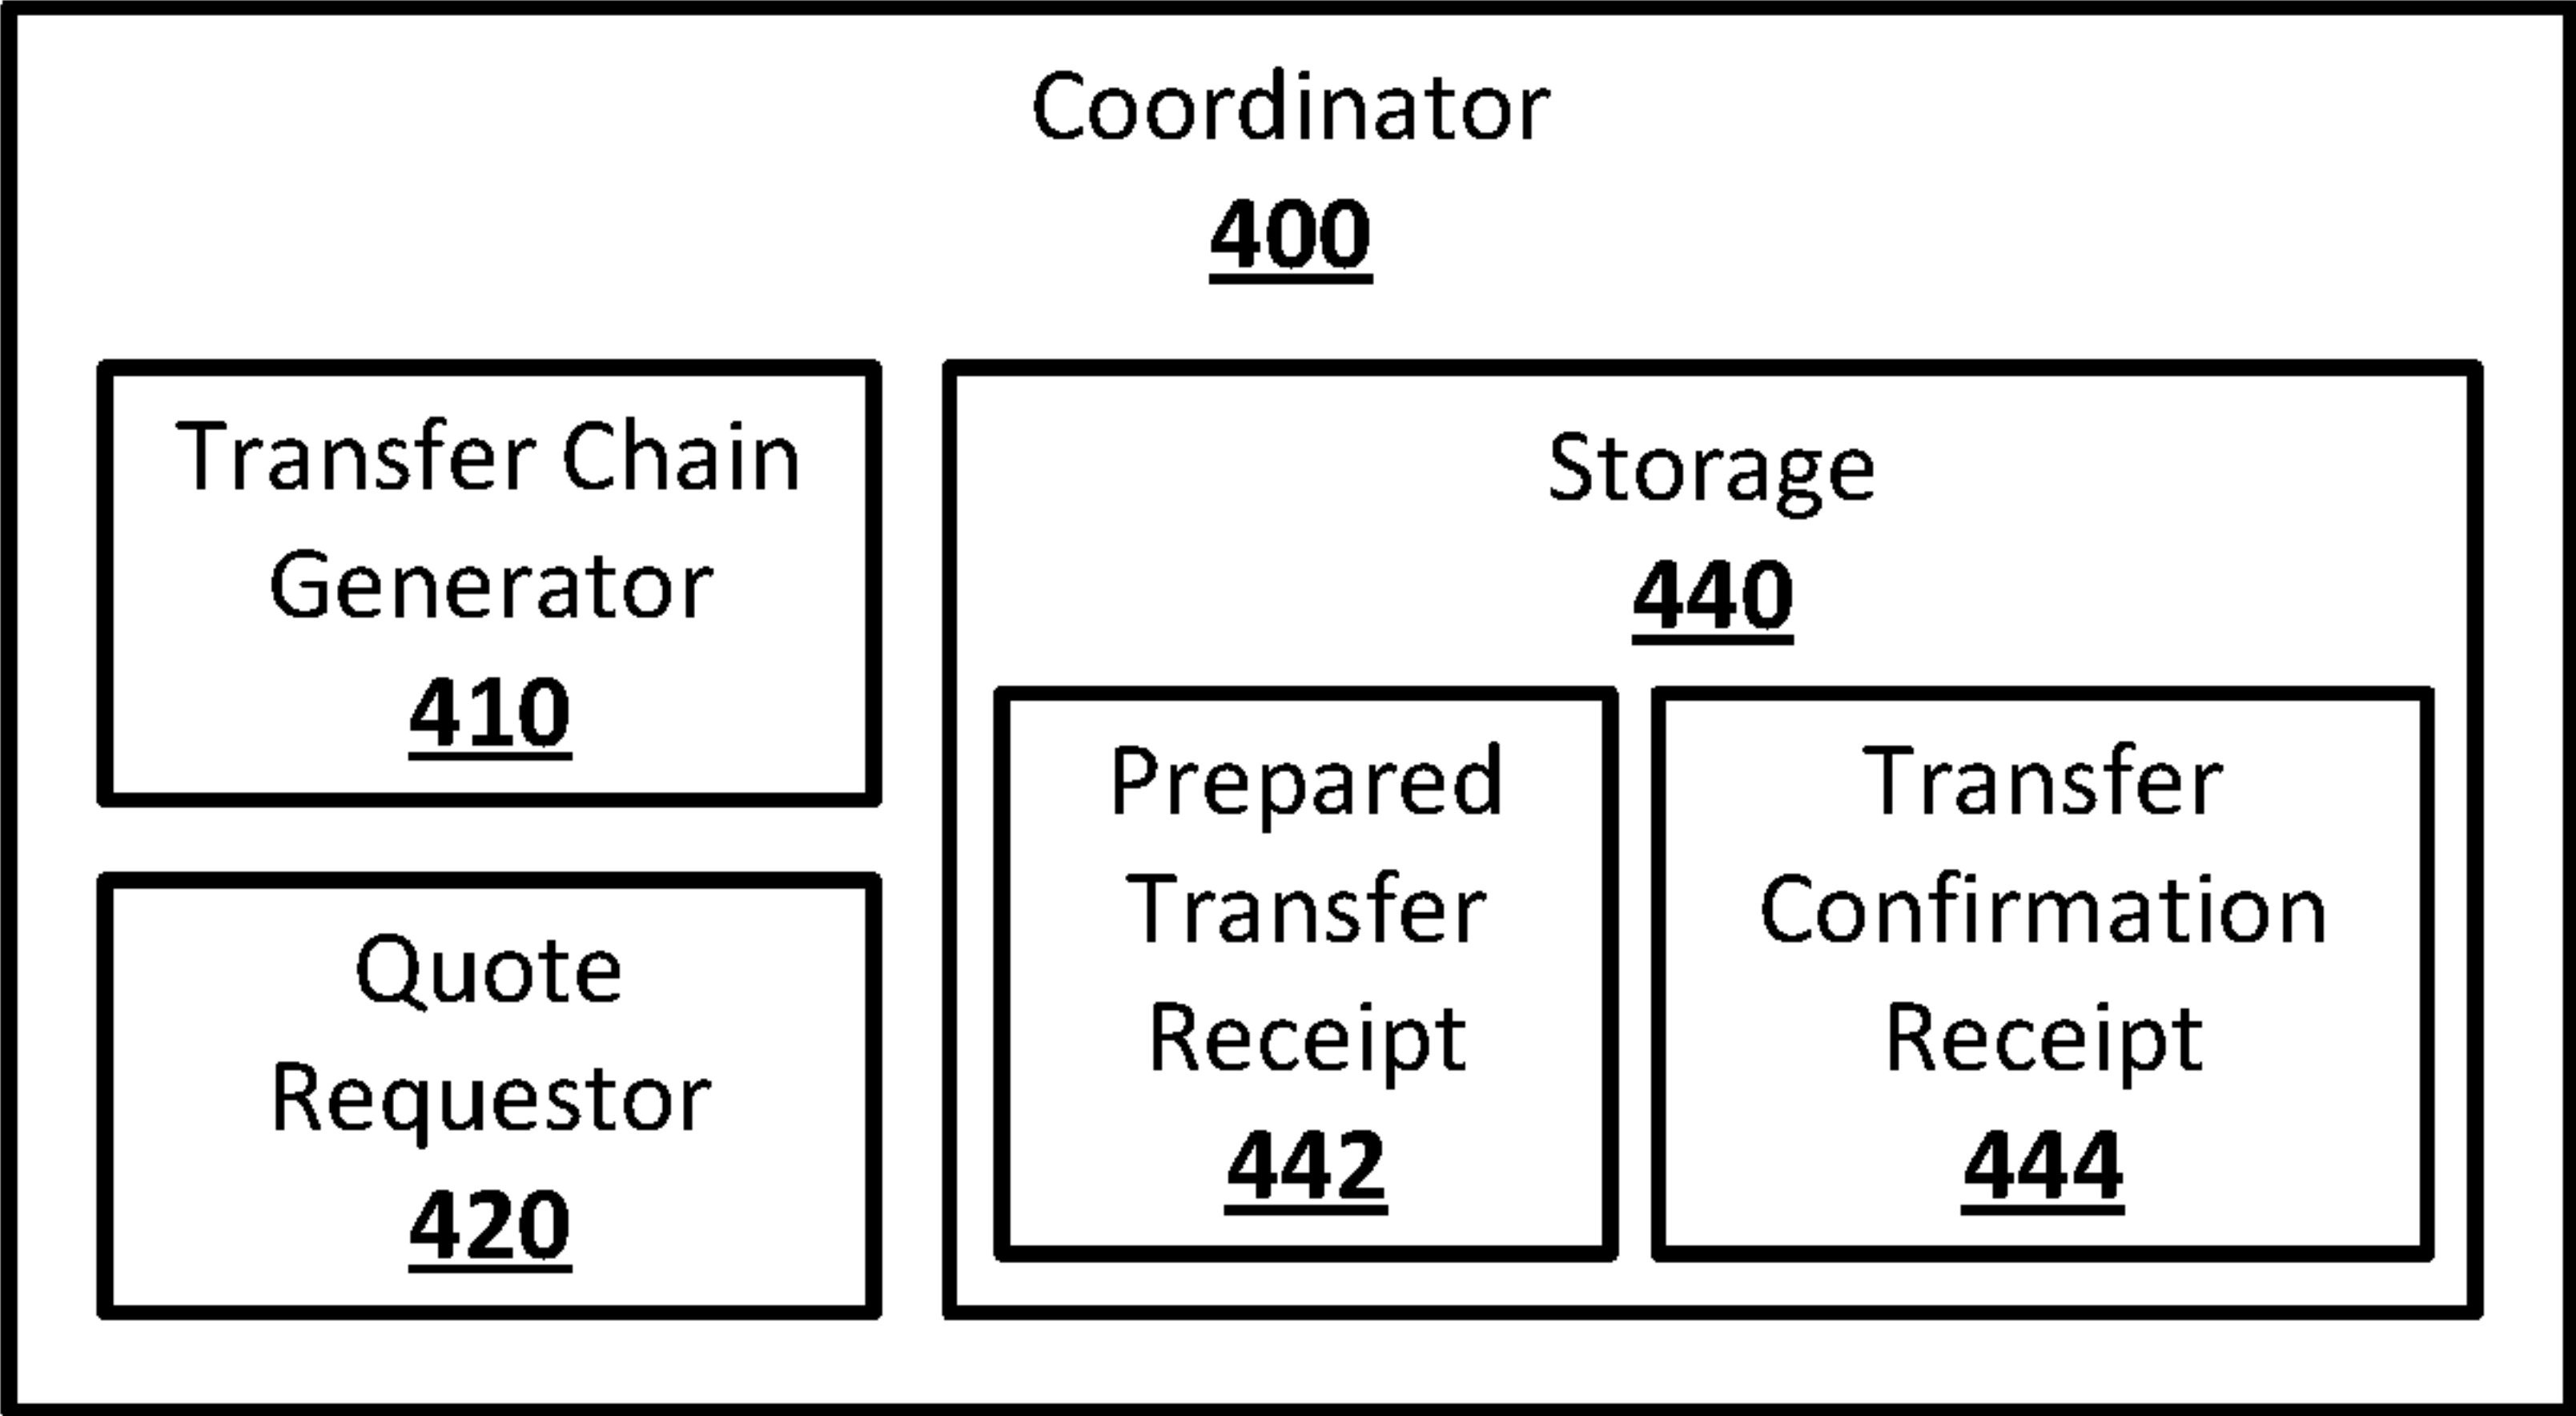 Coordinator
400
Transfer Chain
Generator
410
Quote
Requestor
420
Storage
440
Prepared
Transfer
Receipt
442
Transfer
Confirmation
Receipt
444